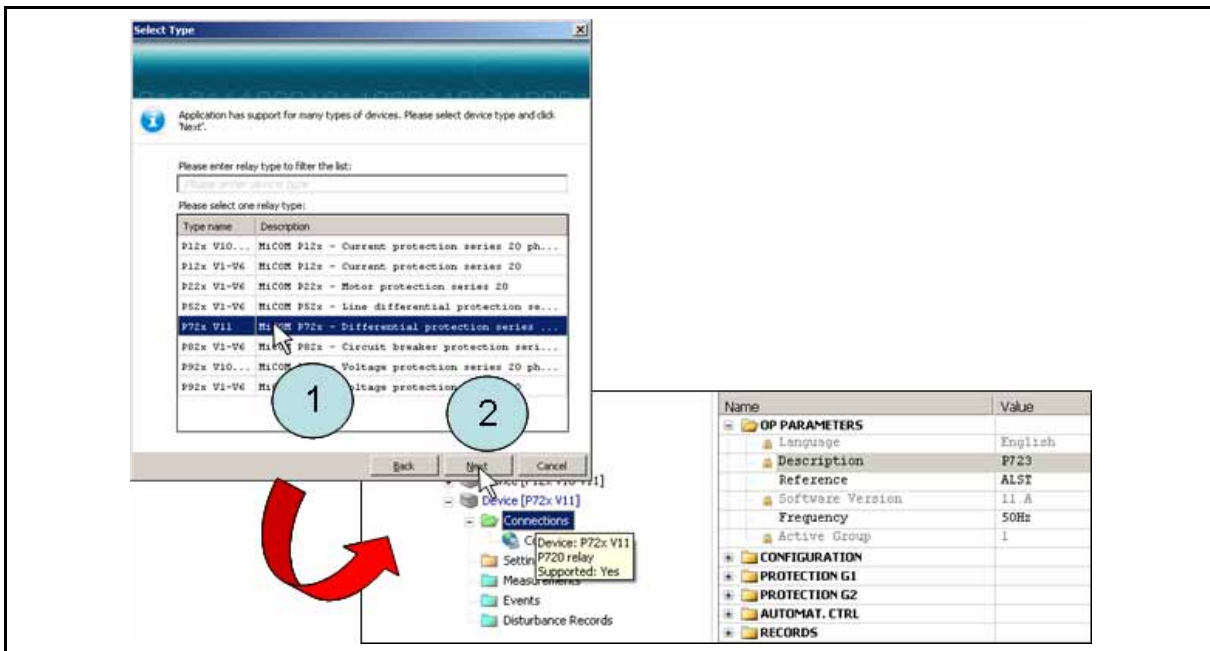 Select Type
Application has support for many types of devices. Please select device type and click
'Next'.
Please enter relay type to filter the list:
Please enter device type
Please select one relay type:
Type name Description
P12x V10... MiCOM P12x - Current protection series 20 ph...
P12x V1-V6 MiCOM P12x - Current protection series 20
P22x V1-V6 MiCOM P22x - Motor protection series 20
P52x V1-V6 MiCOM P52x - Line differential protection se...
P72x V11 MiCOM P72x - Differential protection series ...
P82x V1-V6 MiCOM P82x - Circuit breaker protection seri...
P92x V10... MiCOM Voltage protection series 20 ph...
P92x V1-V6 Voltage protection
1
2
Back Next Cancel
Device [P72x V11]
Connections
Device: P72x V11
P720 relay
Supported: Yes
Measurements
Events
Disturbance Records
Name Value
OP PARAMETERS
Language English
Description P723
Reference ALST
Software Version 11.A
Frequency 50Hz
Active Group 1
CONFIGURATION
PROTECTION G1
PROTECTION G2
AUTOMAT. CTRL
RECORDS